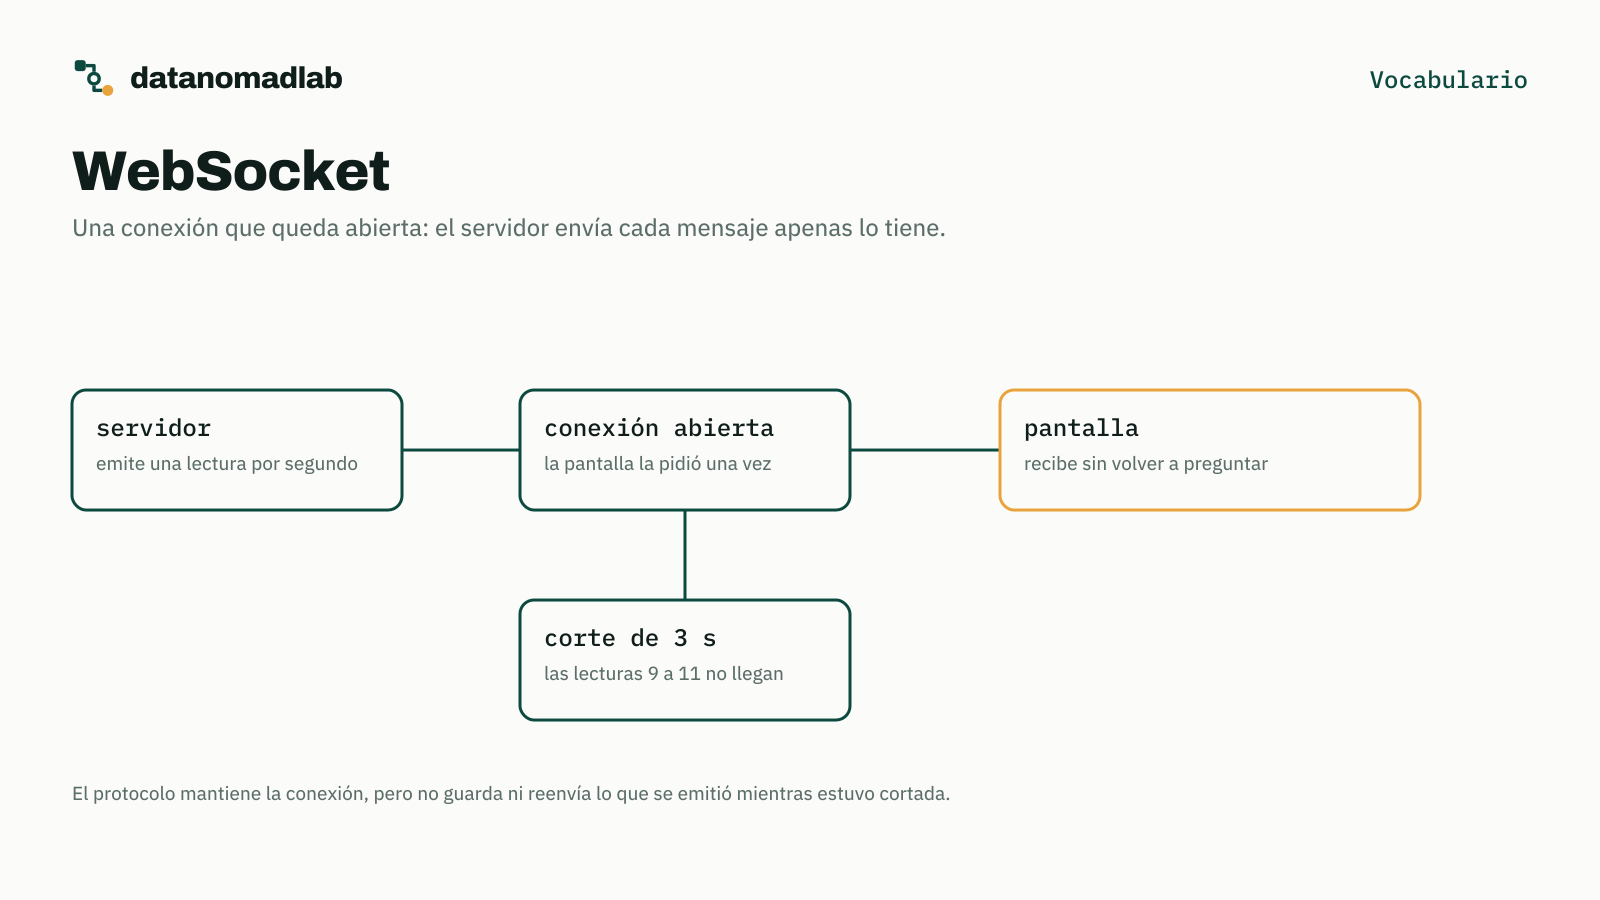 datanomadlab
Vocabulario
WebSocket
Una conexión que queda abierta: el servidor envía cada mensaje apenas lo tiene.
servidor
emite una lectura por segundo
conexión abierta
la pantalla la pidió una vez
pantalla
recibe sin volver a preguntar
corte de 3 s
las lecturas 9 a 11 no llegan
El protocolo mantiene la conexión, pero no guarda ni reenvía lo que se emitió mientras estuvo cortada.